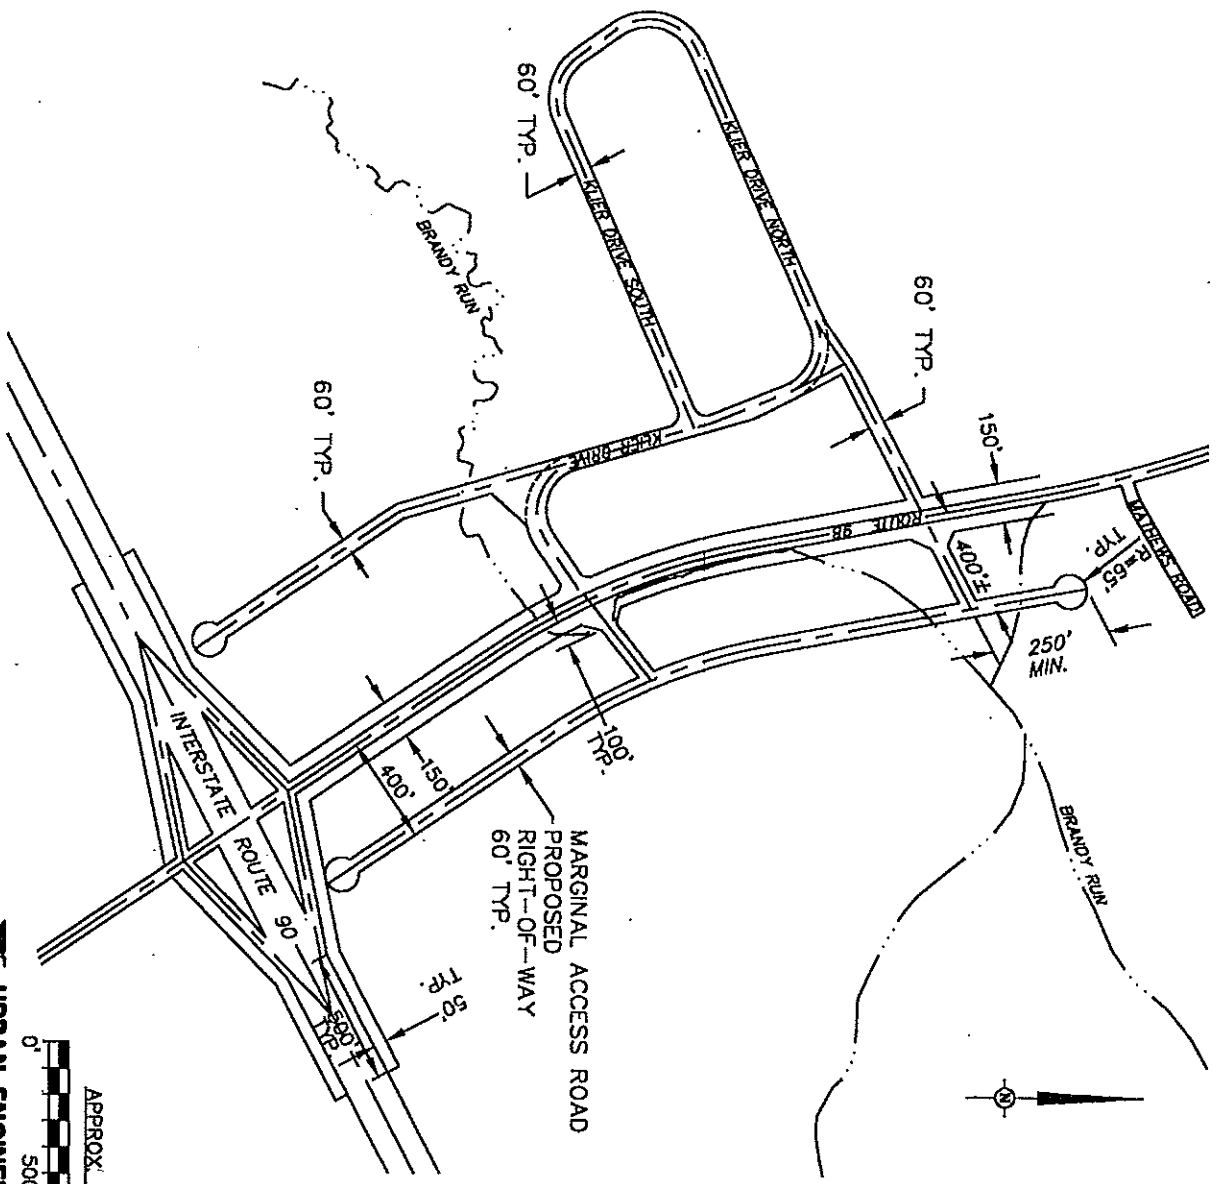 60' TYP.
KLIER DRIVE NORTH
KLIER DRIVE SOUTH
BRANDY RUN
60' TYP.
150'
60' TYP.
KLIER DRIVE
ROUTE 98
MATHEWS ROAD
R=65'
TYP.
400'±
250'
MIN.
100'
TYP.
150'
400'
MARGINAL ACCESS ROAD
PROPOSED
RIGHT-OF-WAY
60' TYP.
BRANDY RUN
INTERSTATE ROUTE 90
50'
TYP.
500'±
TYP.
N
APPROX.
0'